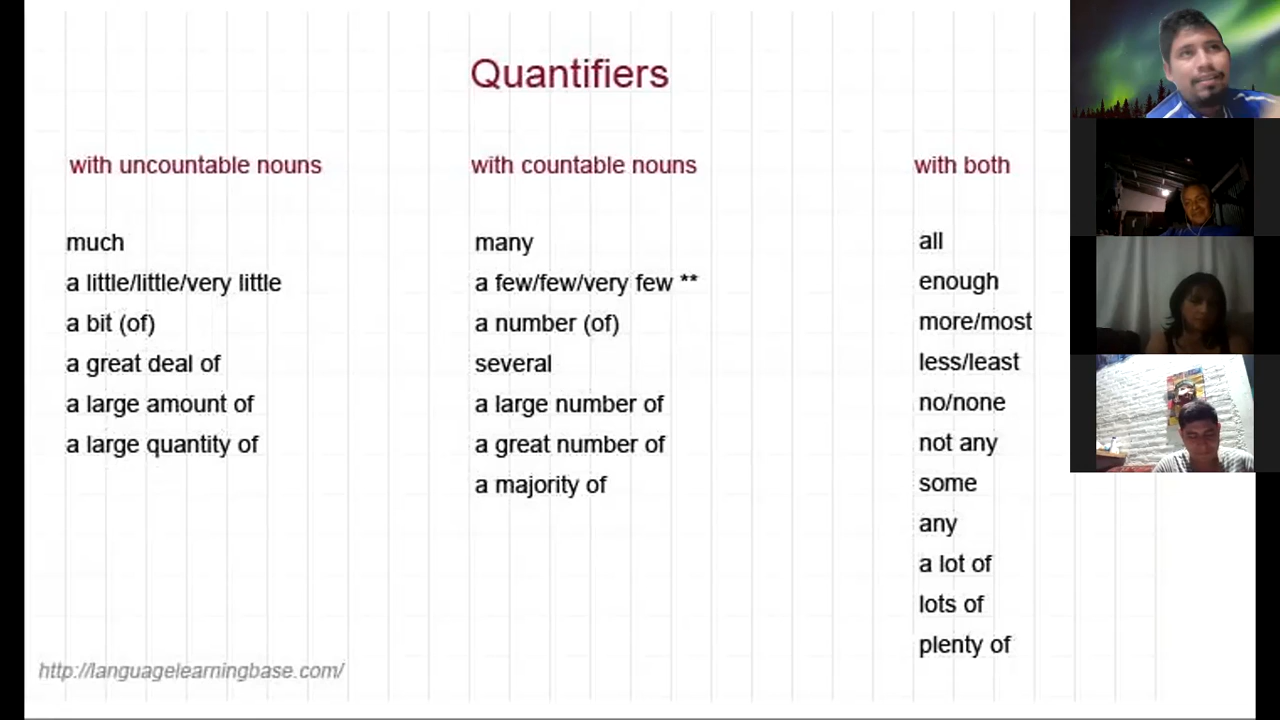 Quantifiers
with uncountable nouns
much
a little/little/very little
a bit (of)
a great deal of
a large amount of
a large quantity of
with countable nouns
many
a few/few/very few **
a number (of)
several
a large number of
a great number of
a majority of
with both
all
enough
more/most
less/least
no/none
not any
some
any
a lot of
lots of
plenty of
http://languagelearningbase.com/